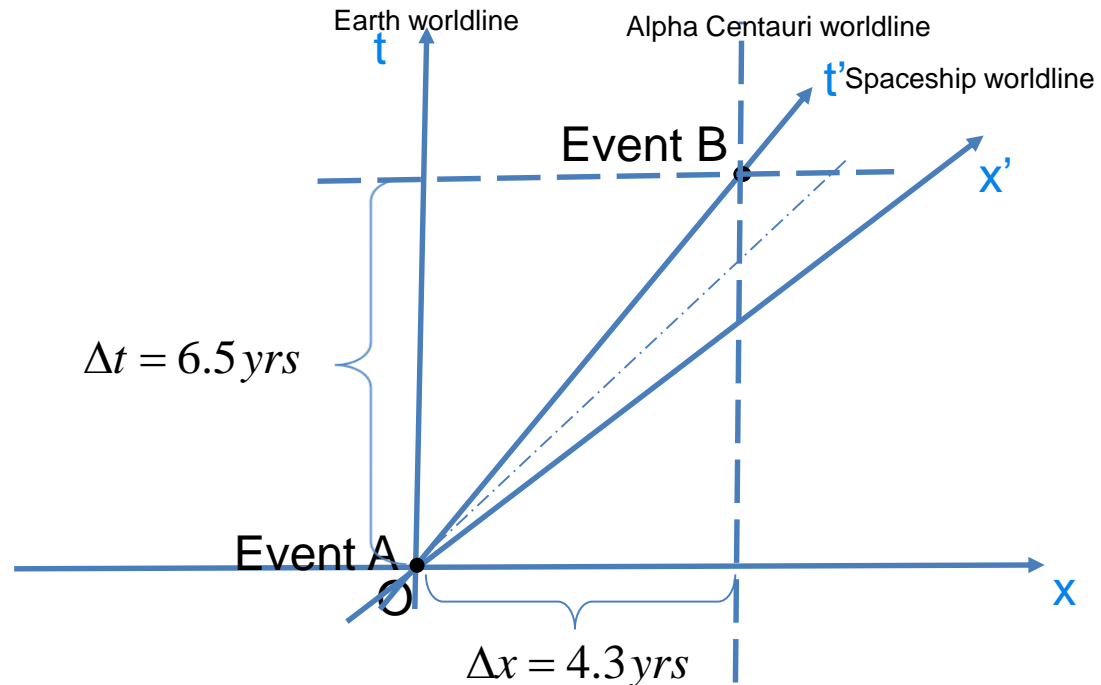 Earth worldline
Alpha Centauri worldline
t
t’
Spaceship worldline
Event B
x’
Δt = 6.5 yrs
Event A
O
x
Δx = 4.3 yrs